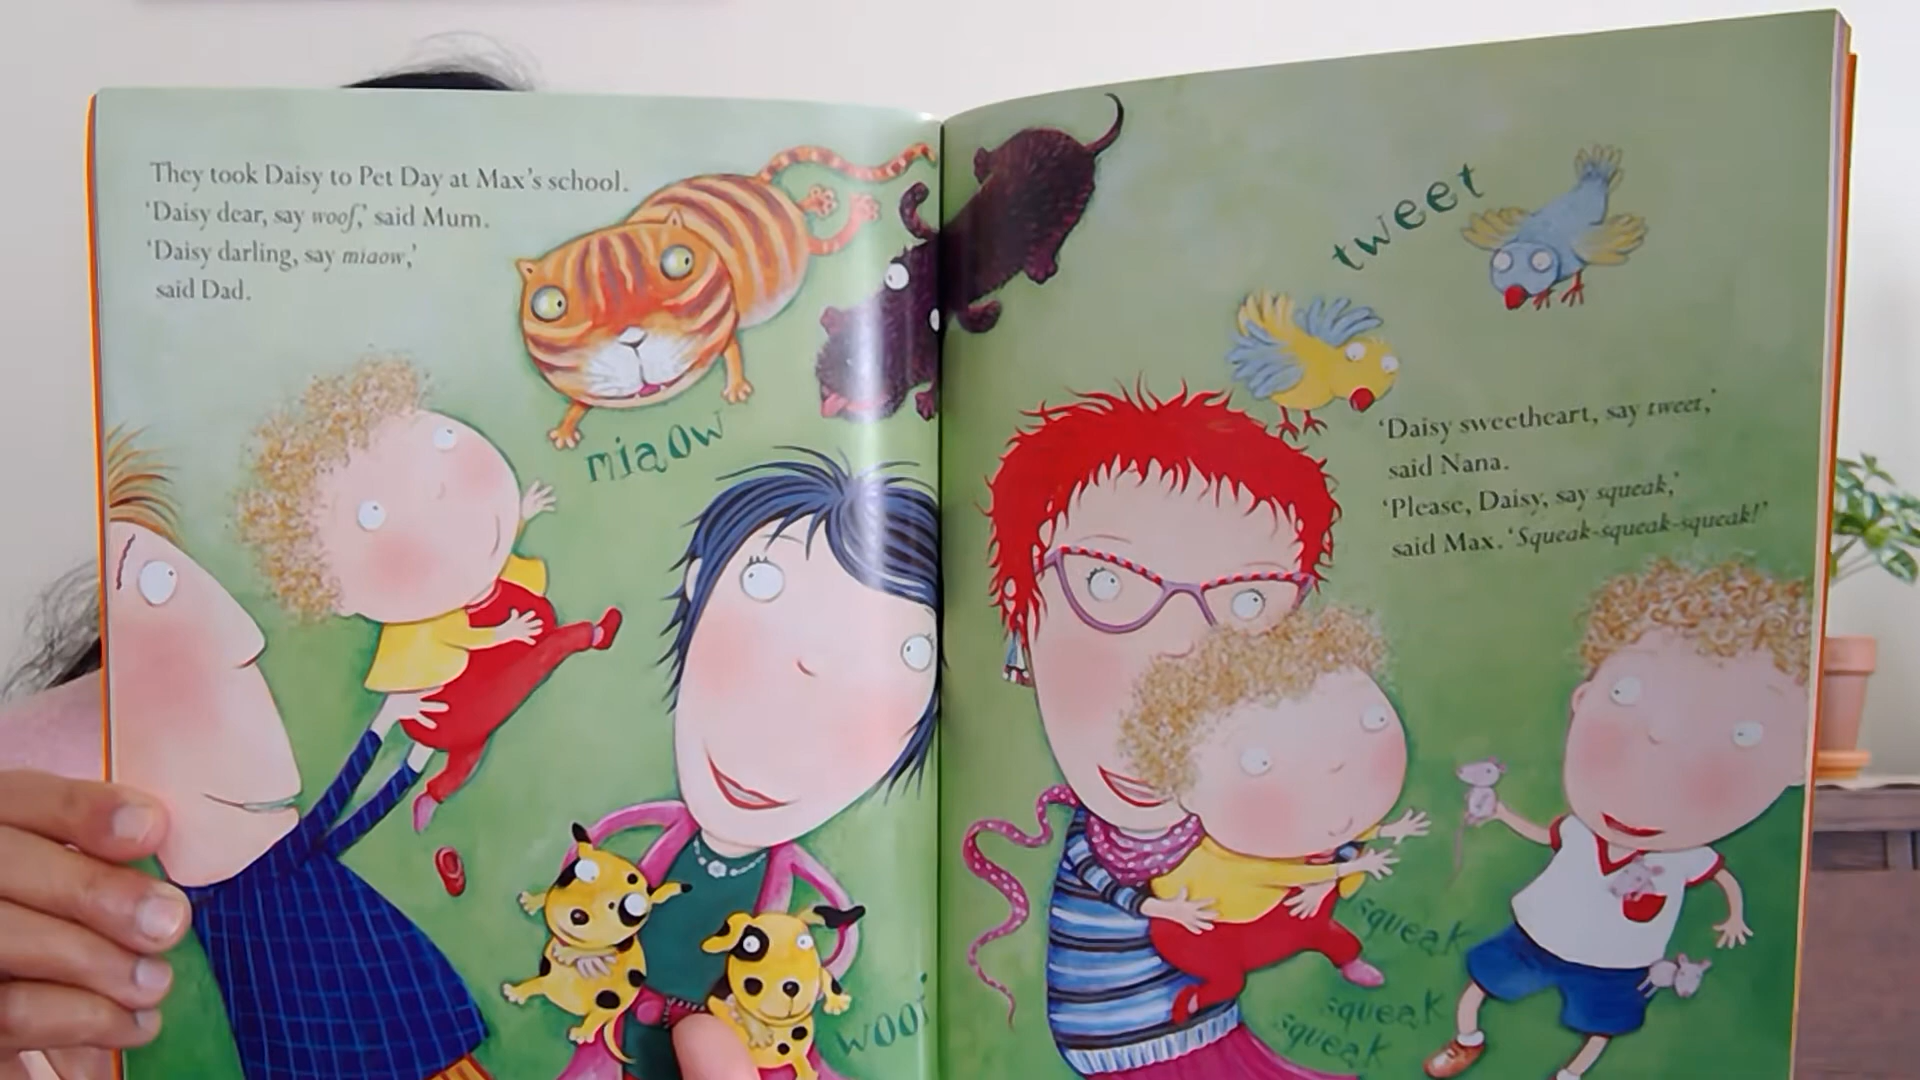 They took Daisy to Pet Day at Max's school.
'Daisy dear, say woof,' said Mum.
'Daisy darling, say miaow,'
said Dad.
miaow
woof
tweet
'Daisy sweetheart, say tweet,'
said Nana.
'Please, Daisy, say squeak,'
said Max. 'Squeak-squeak-squeak!'
squeak
squeak
squeak